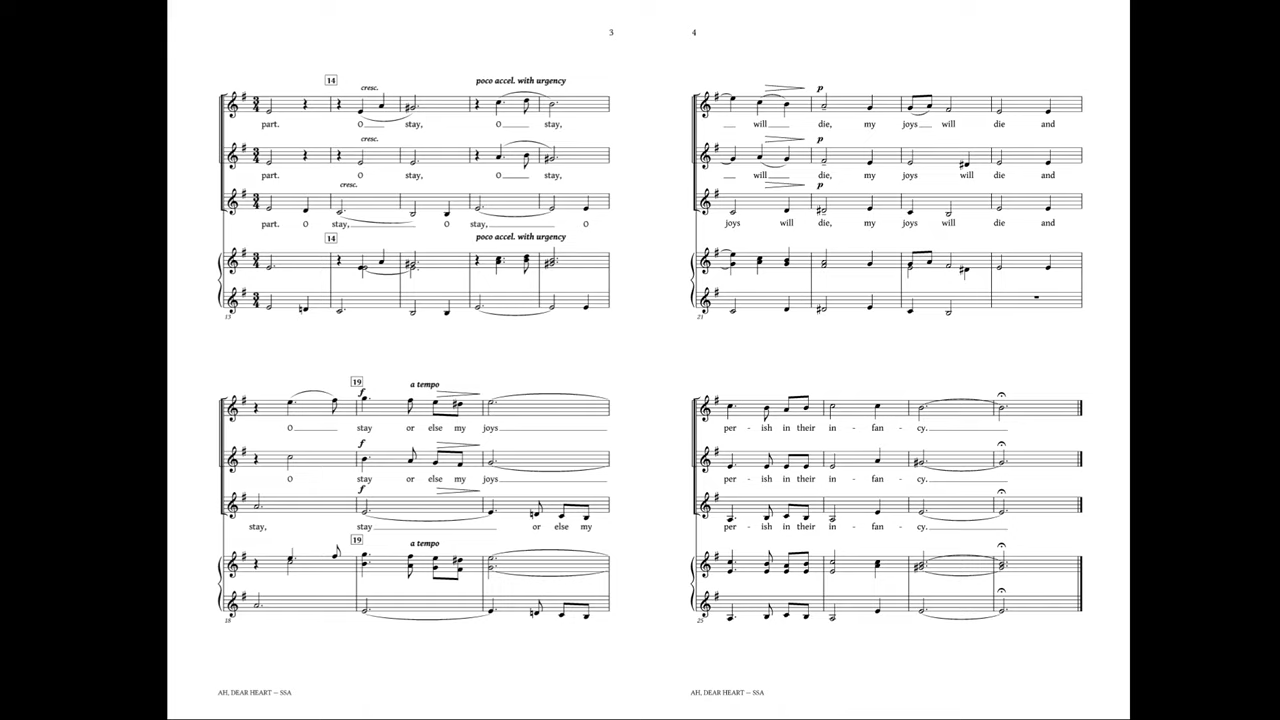 3
14
poco accel. with urgency
cresc.
part. O stay, O stay,
cresc.
part. O stay, O stay,
cresc.
part. O stay, O stay, O
14
poco accel. with urgency
13
19
f
a tempo
O stay or else my joys
f
O stay or else my joys
f
stay, stay or else my
19
a tempo
18
AH, DEAR HEART — SSA
4
p
will die, my joys will die and
p
will die, my joys will die and
p
joys will die, my joys will die and
21
per - ish in their in - fan - cy.
per - ish in their in - fan - cy.
per - ish in their in - fan - cy.
25
AH, DEAR HEART — SSA